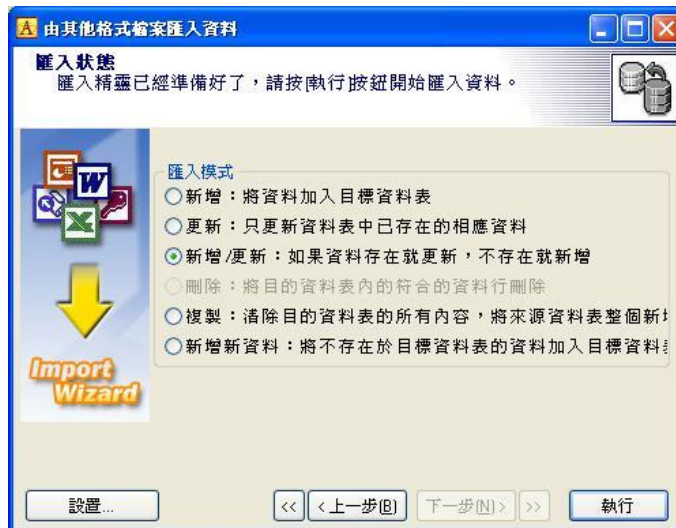 由其他格式檔案匯入資料
匯入狀態
匯入精靈已經準備好了，請按[執行]按鈕開始匯入資料。
W
X
匯入模式
新增：將資料加入目標資料表
更新：只更新資料表中已存在的相應資料
新增/更新：如果資料存在就更新，不存在就新增
刪除：將目的資料表內的符合的資料行刪除
複製：清除目的資料表的所有內容，將來源資料表整個新
新增新資料：將不存在於目標資料表的資料加入目標資料
Import
Wizard
設置...
<<
<上一步(B)
下一步(N)>
>>
執行